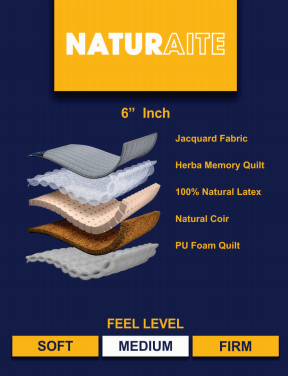 NATURAITE
6” Inch
Jacquard Fabric
Herba Memory Quilt
100% Natural Latex
Natural Coir
PU Foam Quilt
FEEL LEVEL
SOFT
MEDIUM
FIRM